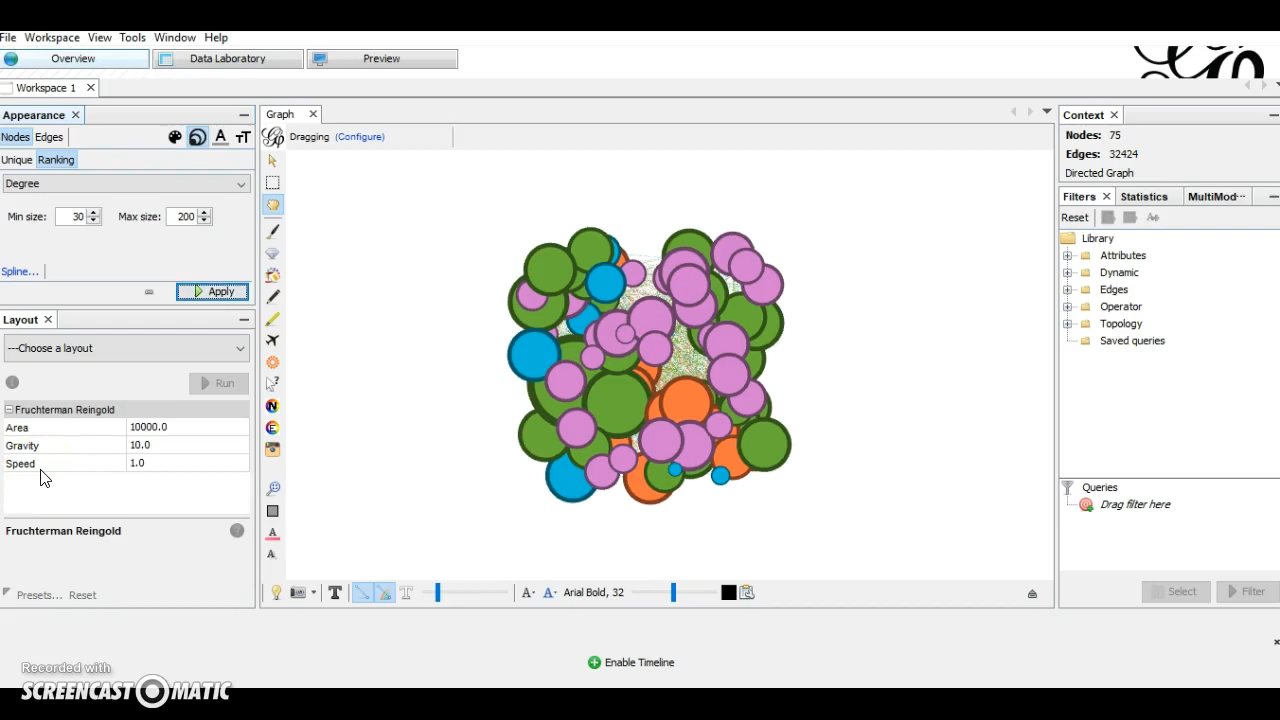 File Workspace View Tools Window Help
Overview Data Laboratory Preview
Workspace 1
Appearance
Nodes Edges
Unique Ranking
Degree
Min size: 30 Max size: 200
Spline...
Apply
Layout
---Choose a layout
Run
Fruchterman Reingold
Area 10000.0
Gravity 10.0
Speed 1.0
Fruchterman Reingold
Presets... Reset
Graph
Dragging (Configure)
Arial Bold, 32
Context
Nodes: 75
Edges: 32424
Directed Graph
Filters Statistics MultiMod...
Reset
Library
Attributes
Dynamic
Edges
Operator
Topology
Saved queries
Queries
Drag filter here
Select Filter
Enable Timeline
Recorded with
SCREENCAST-O-MATIC